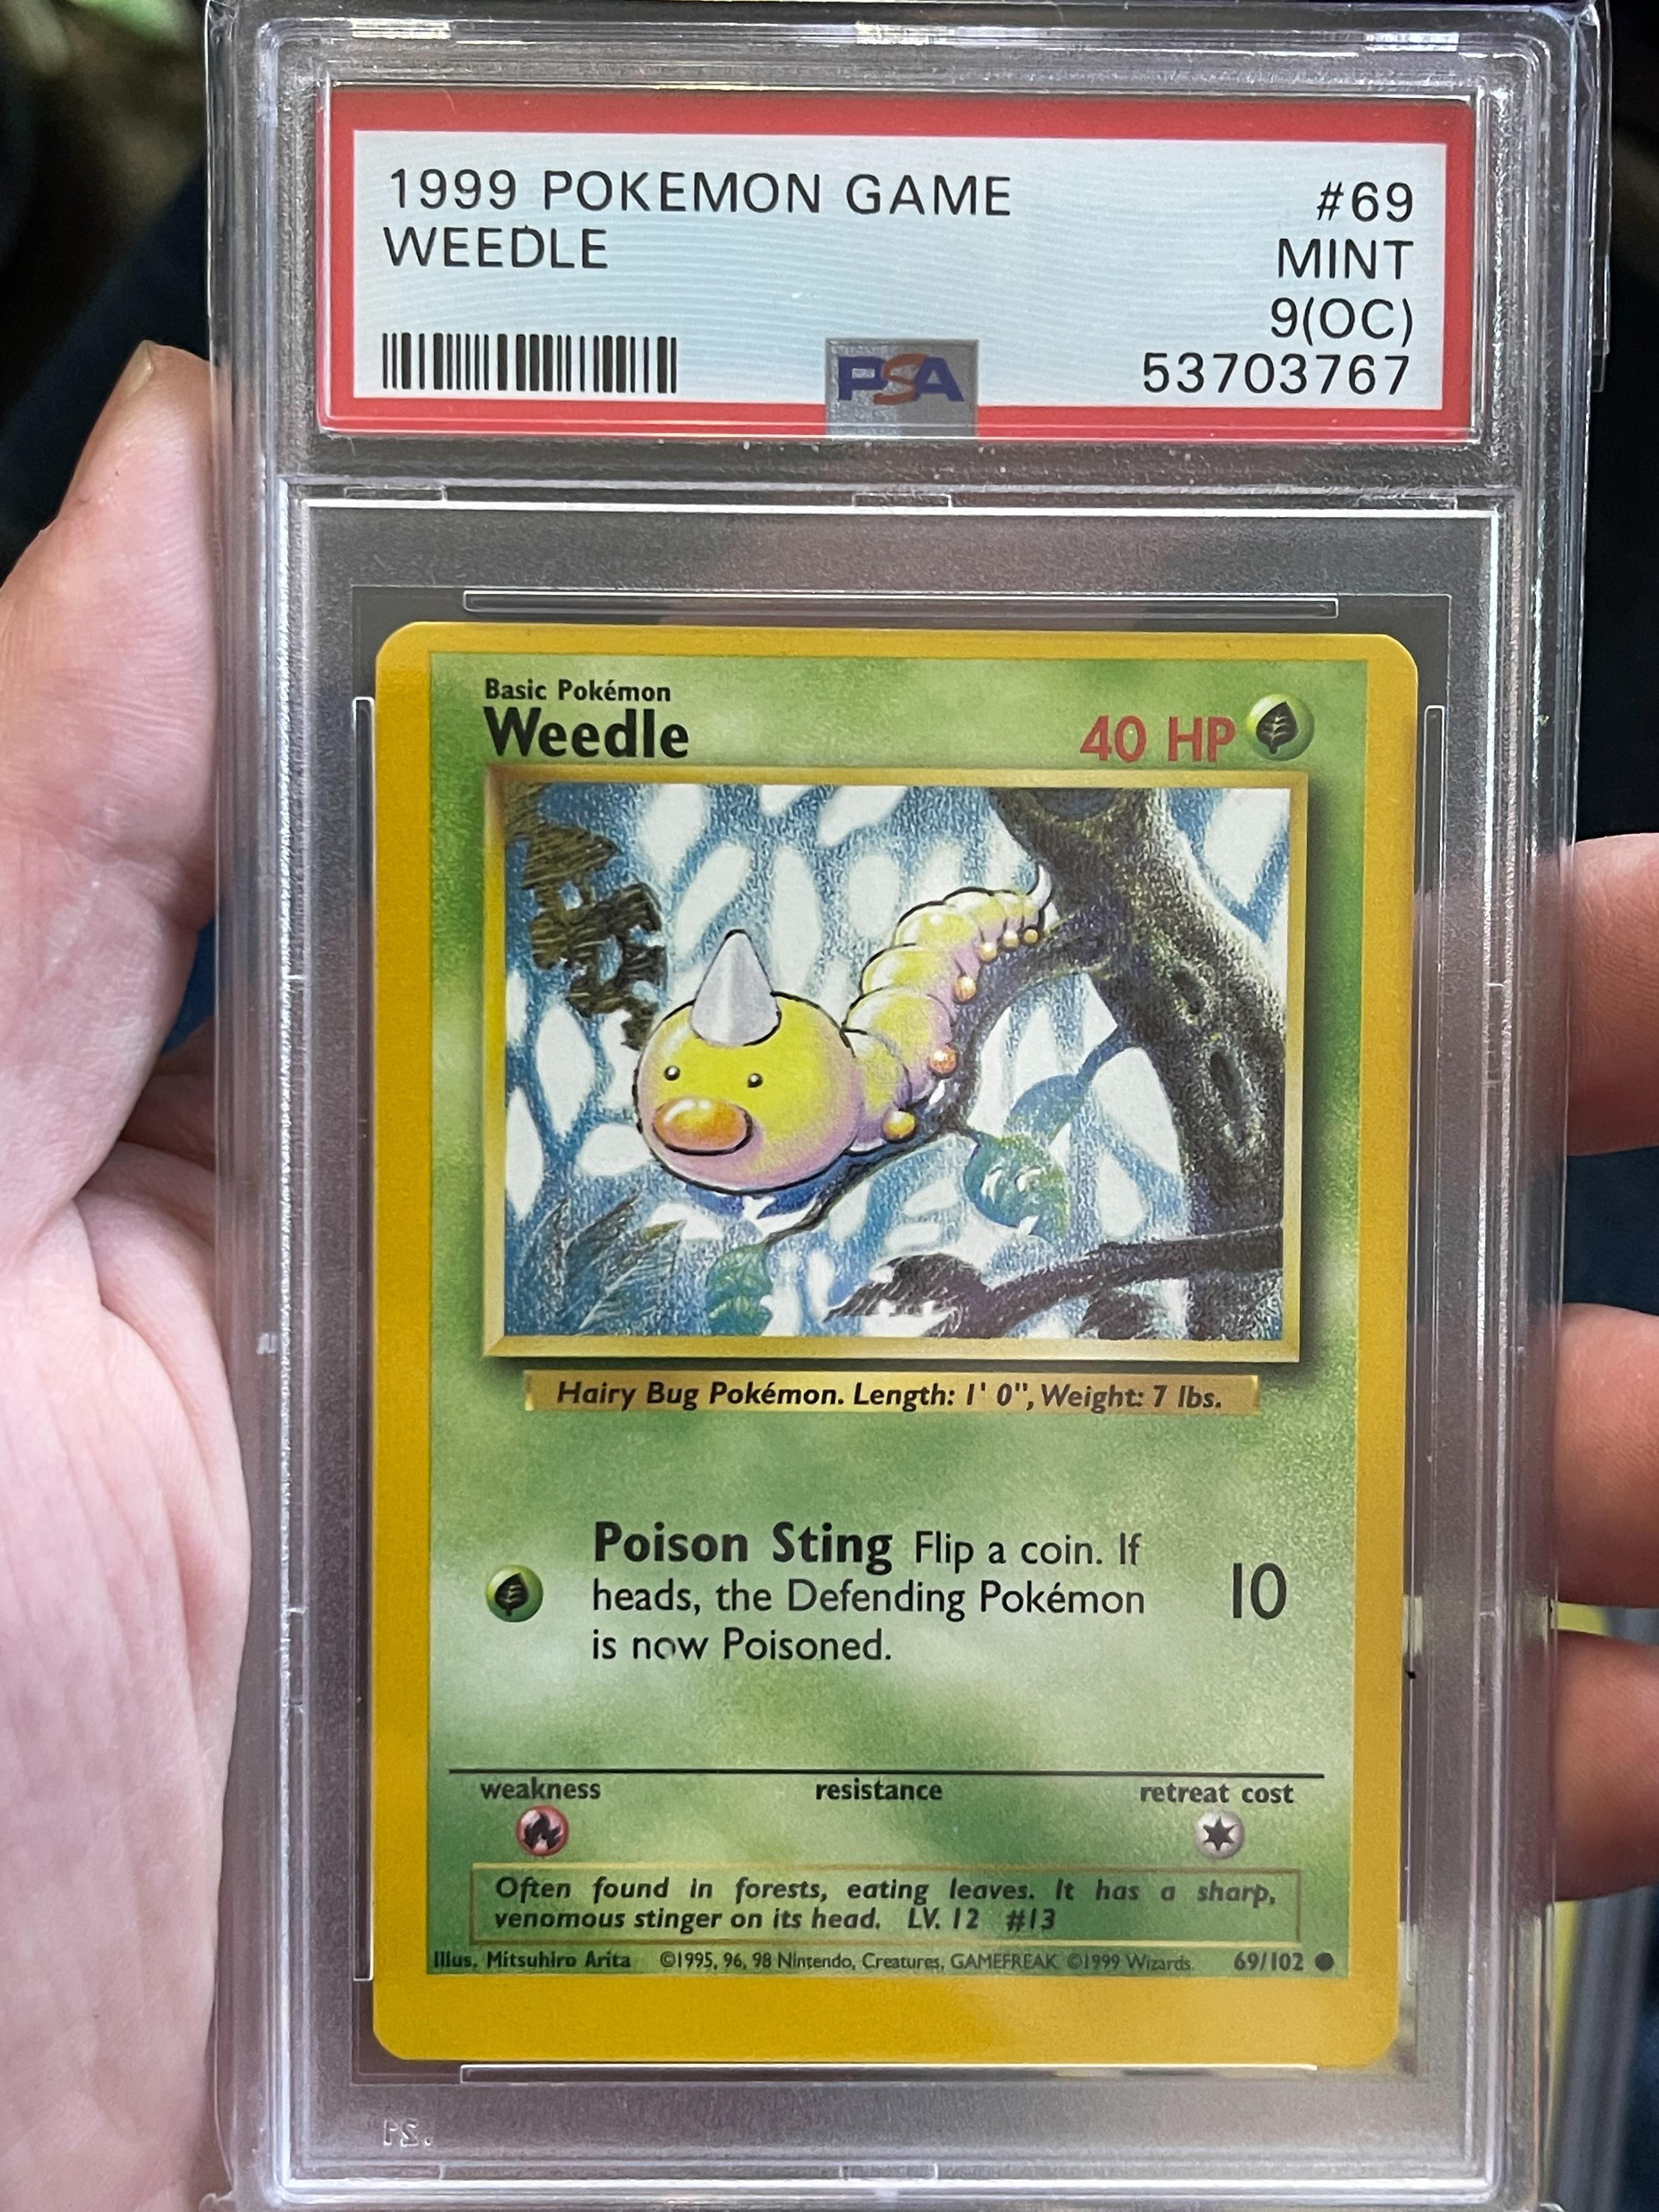 1999 POKEMON GAME #69
WEEDLE MINT
9(OC)
PSA 53703767
Basic Pokémon
Weedle 40 HP
Hairy Bug Pokémon. Length: 1' 0", Weight: 7 lbs.
Poison Sting Flip a coin. If
heads, the Defending Pokémon 10
is now Poisoned.
weakness resistance retreat cost
Often found in forests, eating leaves. It has a sharp,
venomous stinger on its head. LV. 12 #13
Illus. Mitsuhiro Arita ©1995, 96, 98 Nintendo, Creatures, GAMEFREAK. ©1999 Wizards. 69/102